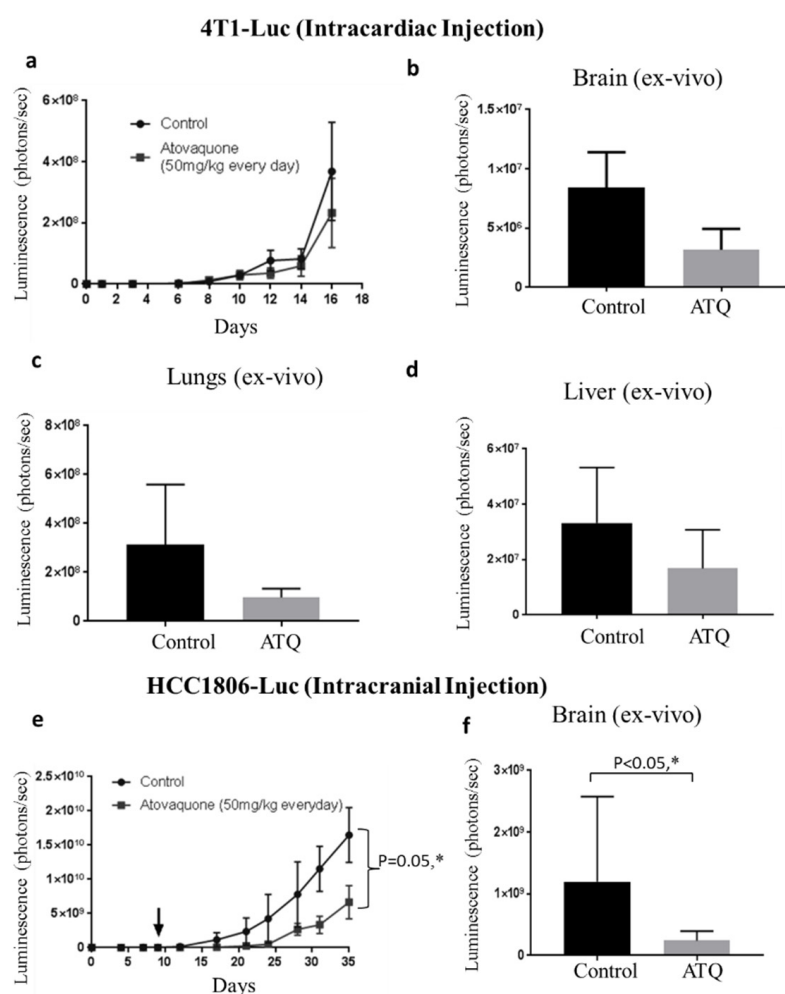 4T1-Luc (Intracardiac Injection)
a
Luminescence (photons/sec)
6×10⁸
4×10⁸
2×10⁸
0
Control
Atovaquone
(50mg/kg every day)
0 2 4 6 8 10 12 14 16 18
Days
b
Brain (ex-vivo)
Luminescence (photons/sec)
1.5×10⁷
1×10⁷
5×10⁶
0
Control ATQ
c
Lungs (ex-vivo)
Luminescence (photons/sec)
8×10⁸
6×10⁸
4×10⁸
2×10⁸
0
Control ATQ
d
Liver (ex-vivo)
Luminescence (photons/sec)
6×10⁷
4×10⁷
2×10⁷
0
Control ATQ
HCC1806-Luc (Intracranial Injection)
e
Luminescence (photons/sec)
2.5×10¹⁰
2.0×10¹⁰
1.5×10¹⁰
1×10¹⁰
5×10⁹
0
Control
Atovaquone (50mg/kg everyday)
P=0.05,*
0 5 10 15 20 25 30 35
Days
f
Brain (ex-vivo)
Luminescence (photons/sec)
3×10⁹
2×10⁹
1×10⁹
0
P<0.05,*
Control ATQ